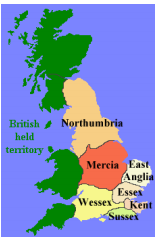 Northumbria
British
held
territory
Mercia
East
Anglia
Essex
Wessex
Kent
Sussex